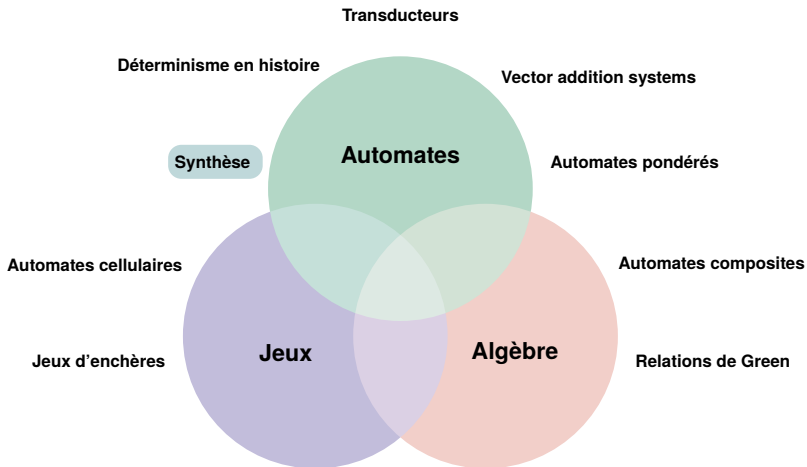 Transducteurs
Déterminisme en histoire
Vector addition systems
Automates
Synthèse
Automates pondérés
Automates cellulaires
Automates composites
Jeux
Algèbre
Jeux d'enchères
Relations de Green